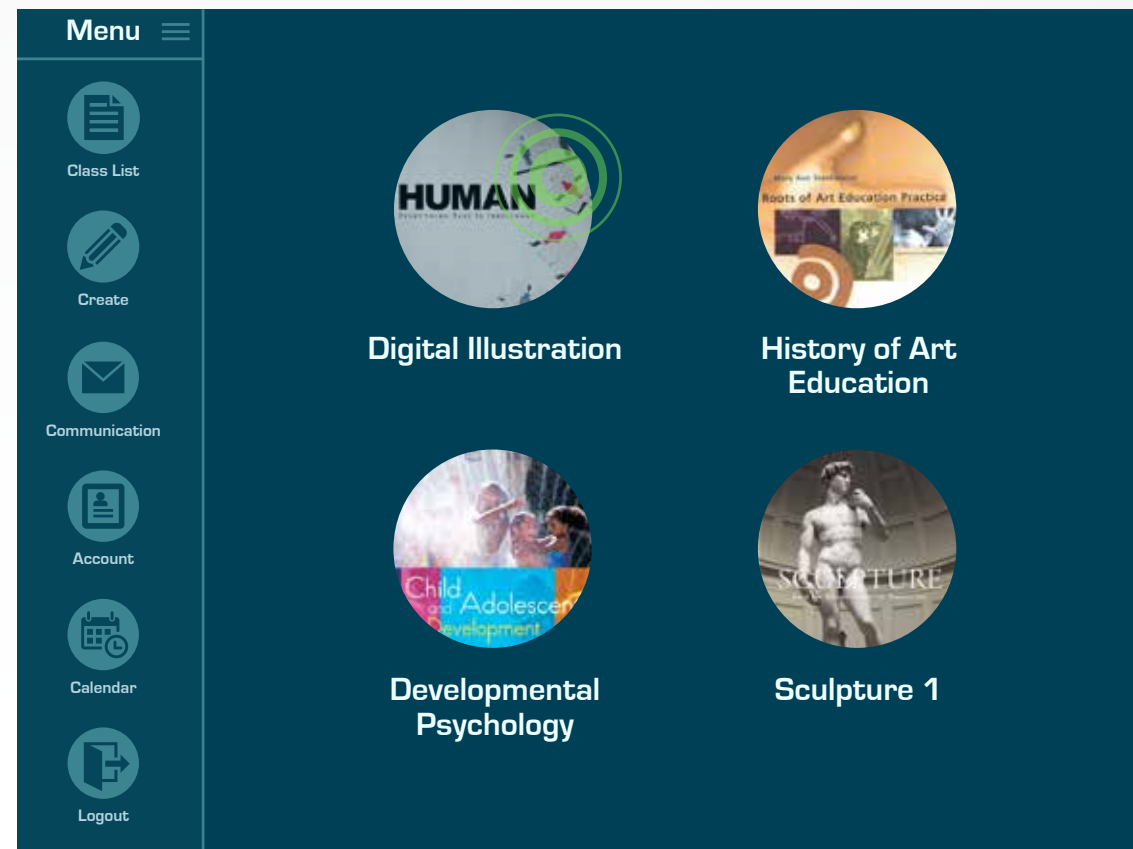 Menu
Class List
Create
Communication
Account
Calendar
Logout
HUMAN
Digital Illustration
Roots of Art Education Practice
History of Art
Education
Child
and Adolescen
Development
Developmental
Psychology
SCULPTURE
Sculpture 1